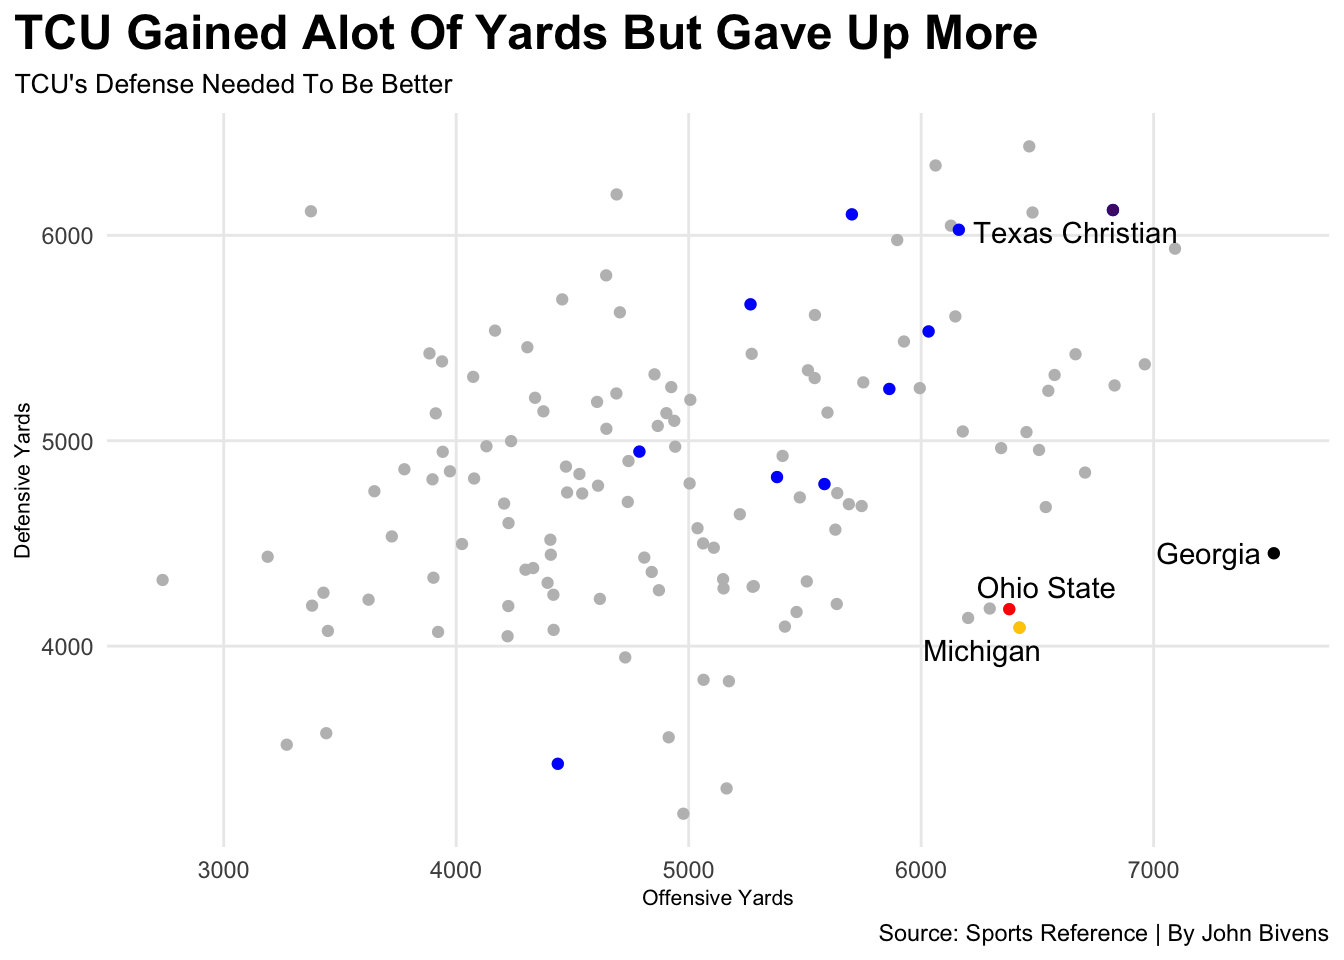 TCU Gained Alot Of Yards But Gave Up More
TCU's Defense Needed To Be Better
6000
5000
4000
Defensive Yards
Texas Christian
Georgia
Ohio State
Michigan
3000 4000 5000 6000 7000
Offensive Yards
Source: Sports Reference | By John Bivens